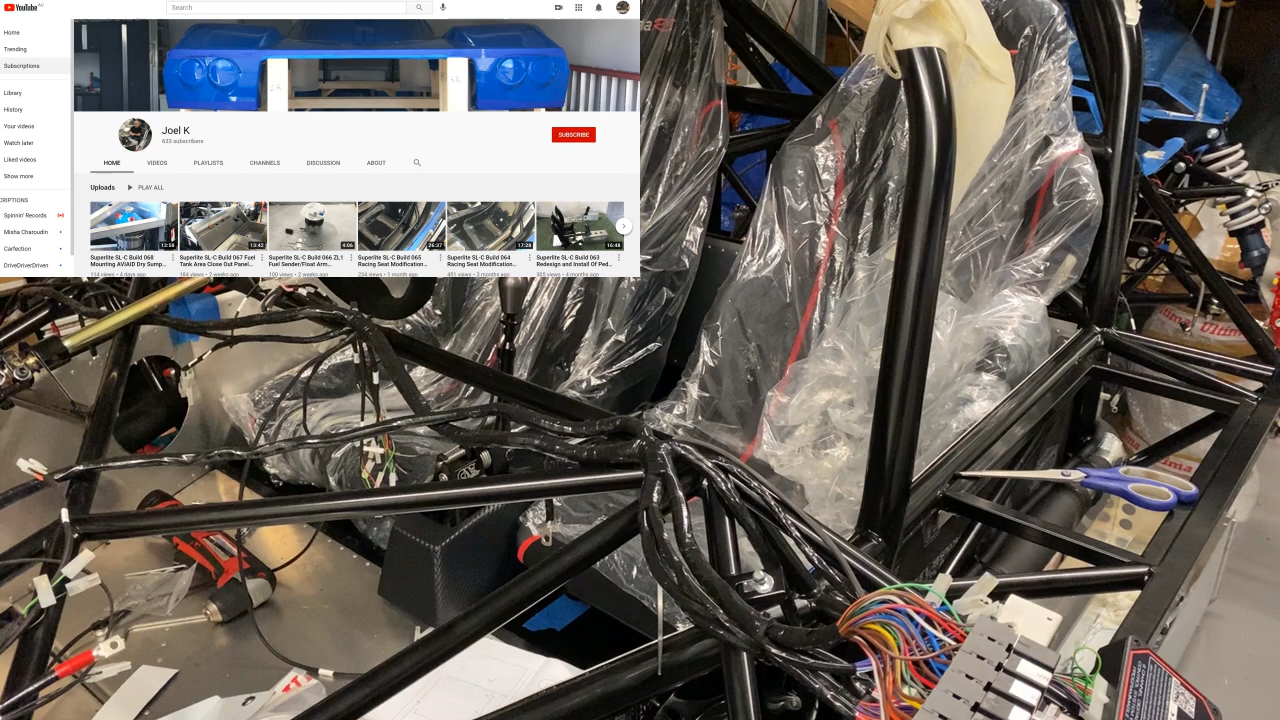 YouTube AU
Search
Home
Trending
Subscriptions
Library
History
Your videos
Watch later
Liked videos
Show more
CRIPTIONS
Spinnin' Records
Misha Charoudin
Carfection
DriveDriverDriven
Joel K
633 subscribers
SUBSCRIBE
HOME VIDEOS PLAYLISTS CHANNELS DISCUSSION ABOUT
Uploads PLAY ALL
13:58 13:42 4:06 26:37 17:28 16:48
Superlite SL-C Build 068
Mounting AVIAID Dry Sump...
114 views • 4 days ago
Superlite SL-C Build 067 Fuel
Tank Area Close Out Panel...
184 views • 2 weeks ago
Superlite SL-C Build 066 ZL1
Fuel Sender/Float Arm...
100 views • 2 weeks ago
Superlite SL-C Build 065
Racing Seat Modification...
234 views • 1 month ago
Superlite SL-C Build 064
Racing Seat Modification...
451 views • 3 months ago
Superlite SL-C Build 063
Redesign and Install Of Ped...
305 views • 4 months ago
Ultima